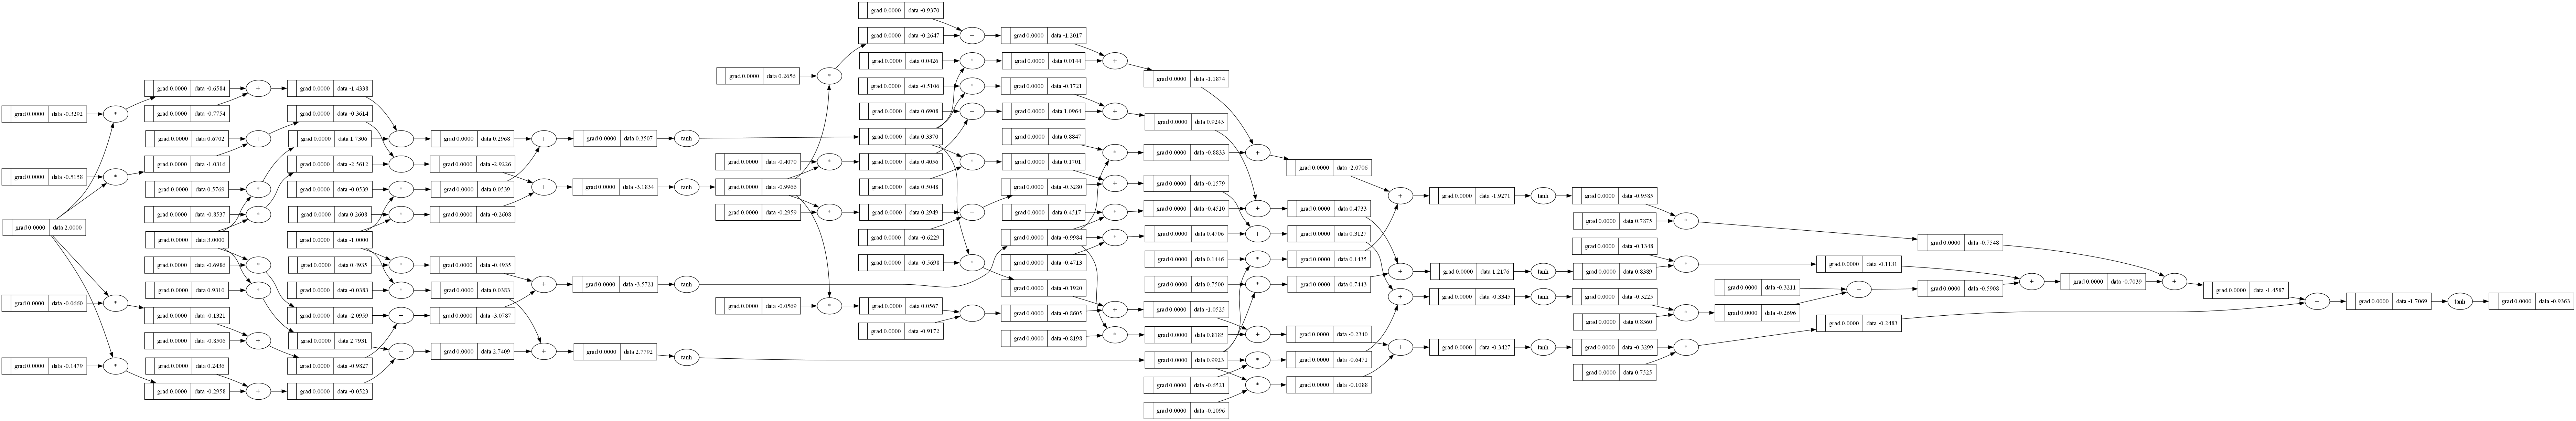 grad 0.0000 data -0.3292
grad 0.0000 data -0.5158
grad 0.0000 data 2.0000
grad 0.0000 data -0.0660
grad 0.0000 data -0.1479
*
*
*
*
grad 0.0000 data -0.6584
grad 0.0000 data -0.7754
grad 0.0000 data 0.6702
grad 0.0000 data -1.0316
grad 0.0000 data 0.5769
grad 0.0000 data -0.8537
grad 0.0000 data 3.0000
grad 0.0000 data -0.6986
grad 0.0000 data 0.9310
grad 0.0000 data -0.1321
grad 0.0000 data -0.8506
grad 0.0000 data 0.2436
grad 0.0000 data -0.2958
+
+
*
*
*
*
+
+
grad 0.0000 data -1.4338
grad 0.0000 data -0.3614
grad 0.0000 data 1.7306
grad 0.0000 data -2.5612
grad 0.0000 data -0.0539
grad 0.0000 data 0.2608
grad 0.0000 data -1.0000
grad 0.0000 data 0.4935
grad 0.0000 data -0.0383
grad 0.0000 data -2.0959
grad 0.0000 data 2.7931
grad 0.0000 data -0.9827
grad 0.0000 data -0.0523
+
+
*
*
*
*
+
+
grad 0.0000 data 0.2968
grad 0.0000 data -2.9226
grad 0.0000 data 0.0539
grad 0.0000 data -0.2608
grad 0.0000 data -0.4935
grad 0.0000 data 0.0383
grad 0.0000 data -3.0787
grad 0.0000 data 2.7409
+
+
+
+
grad 0.0000 data 0.3507
grad 0.0000 data -3.1834
grad 0.0000 data -3.5721
grad 0.0000 data 2.7792
tanh
tanh
tanh
tanh
grad 0.0000 data 0.2656
grad 0.0000 data -0.4070
grad 0.0000 data -0.9966
grad 0.0000 data -0.2959
grad 0.0000 data -0.0569
*
*
*
*
grad 0.0000 data -0.9370
grad 0.0000 data -0.2647
grad 0.0000 data 0.0426
grad 0.0000 data -0.5106
grad 0.0000 data 0.6908
grad 0.0000 data 0.3370
grad 0.0000 data 0.4056
grad 0.0000 data 0.5048
grad 0.0000 data 0.2949
grad 0.0000 data -0.6229
grad 0.0000 data -0.5698
grad 0.0000 data 0.0567
grad 0.0000 data -0.9172
+
*
*
+
*
+
*
+
grad 0.0000 data -1.2017
grad 0.0000 data 0.0144
grad 0.0000 data -0.1721
grad 0.0000 data 1.0964
grad 0.0000 data 0.8847
grad 0.0000 data 0.1701
grad 0.0000 data -0.3280
grad 0.0000 data 0.4517
grad 0.0000 data -0.9984
grad 0.0000 data -0.4713
grad 0.0000 data -0.1920
grad 0.0000 data -0.8605
grad 0.0000 data -0.8198
+
+
*
+
*
*
+
*
grad 0.0000 data -1.1874
grad 0.0000 data 0.9243
grad 0.0000 data -0.8833
grad 0.0000 data -0.1579
grad 0.0000 data -0.4510
grad 0.0000 data 0.4706
grad 0.0000 data 0.1446
grad 0.0000 data 0.7500
grad 0.0000 data -1.0525
grad 0.0000 data 0.8185
grad 0.0000 data 0.9923
grad 0.0000 data -0.6521
grad 0.0000 data -0.1096
+
+
+
*
*
+
*
*
grad 0.0000 data -2.0706
grad 0.0000 data 0.4733
grad 0.0000 data 0.3127
grad 0.0000 data 0.1435
grad 0.0000 data 0.7443
grad 0.0000 data -0.2340
grad 0.0000 data -0.6471
grad 0.0000 data -0.1088
+
+
+
+
grad 0.0000 data -1.9271
grad 0.0000 data 1.2176
grad 0.0000 data -0.3345
grad 0.0000 data -0.3427
tanh
tanh
tanh
tanh
grad 0.0000 data -0.9585
grad 0.0000 data 0.7875
grad 0.0000 data -0.1348
grad 0.0000 data 0.8389
grad 0.0000 data -0.3225
grad 0.0000 data 0.8360
grad 0.0000 data -0.3299
grad 0.0000 data 0.7525
*
*
*
*
grad 0.0000 data -0.3211
grad 0.0000 data -0.2696
grad 0.0000 data -0.1131
+
grad 0.0000 data -0.2483
grad 0.0000 data -0.7548
grad 0.0000 data -0.5908
+
grad 0.0000 data -0.7039
+
grad 0.0000 data -1.4587
+
grad 0.0000 data -1.7069
tanh
grad 0.0000 data -0.9363